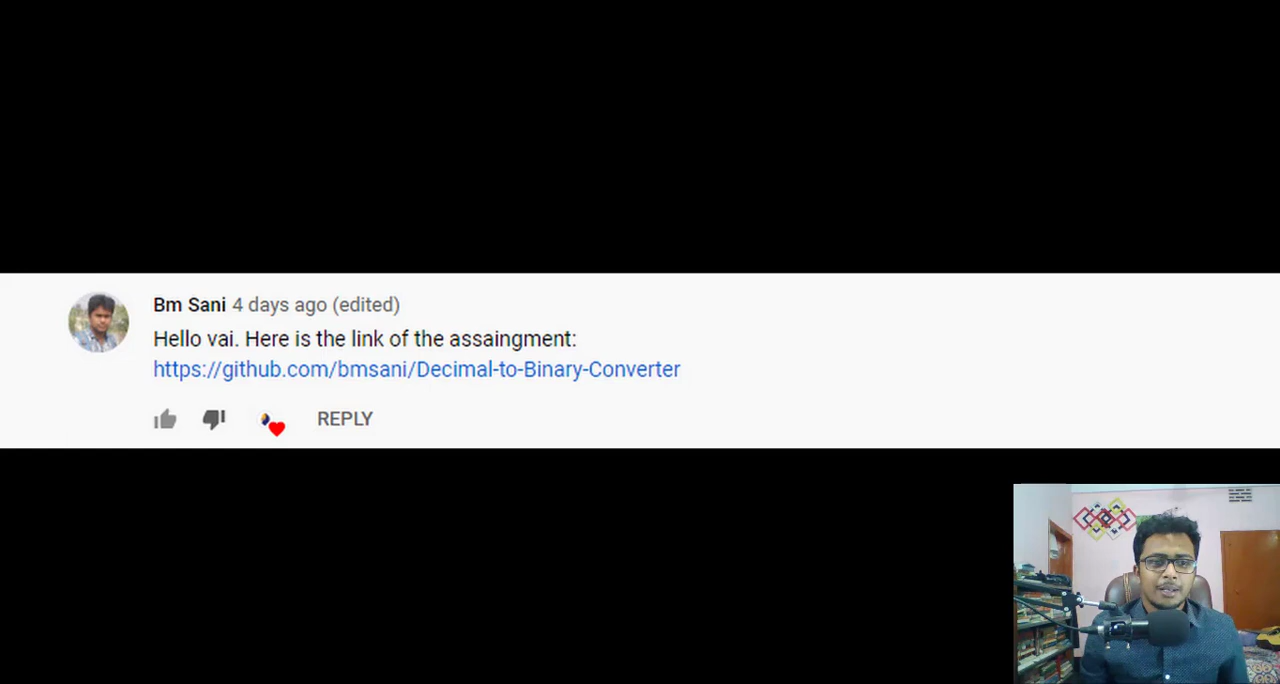 Bm Sani 4 days ago (edited)
Hello vai. Here is the link of the assaingment:
https://github.com/bmsani/Decimal-to-Binary-Converter
REPLY